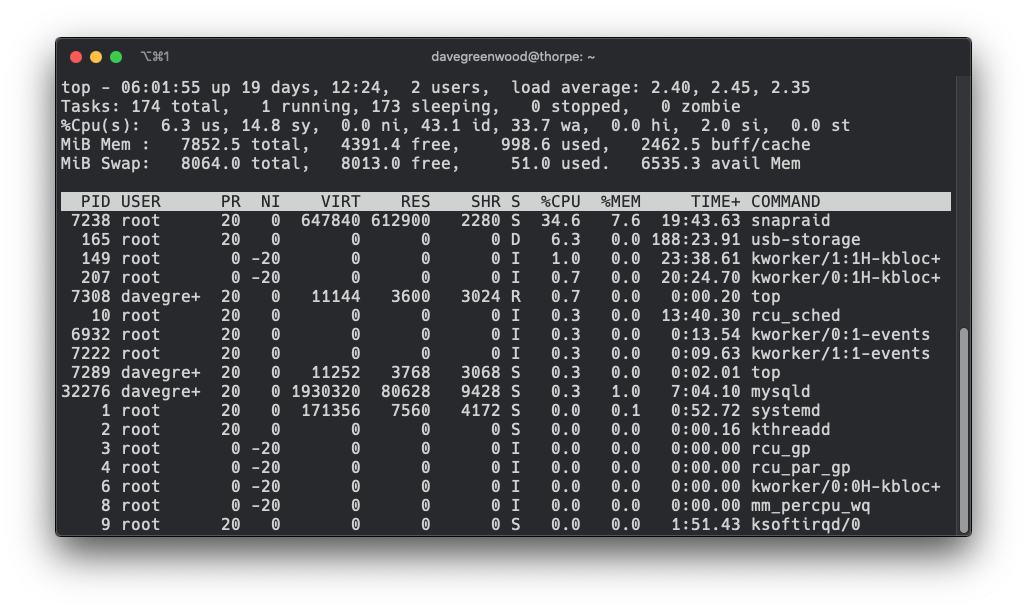 ⌥⌘1
davegreenwood@thorpe: ~
top - 06:01:55 up 19 days, 12:24,  2 users,  load average: 2.40, 2.45, 2.35
Tasks: 174 total,   1 running, 173 sleeping,   0 stopped,   0 zombie
%Cpu(s):  6.3 us, 14.8 sy,  0.0 ni, 43.1 id, 33.7 wa,  0.0 hi,  2.0 si,  0.0 st
MiB Mem :   7852.5 total,   4391.4 free,    998.6 used,   2462.5 buff/cache
MiB Swap:   8064.0 total,   8013.0 free,     51.0 used.   6535.3 avail Mem
  PID USER      PR  NI    VIRT    RES    SHR S  %CPU  %MEM     TIME+ COMMAND
 7238 root      20   0  647840 612900   2280 S  34.6   7.6  19:43.63 snapraid
  165 root      20   0       0      0      0 D   6.3   0.0 188:23.91 usb-storage
  149 root       0 -20       0      0      0 I   1.0   0.0  23:38.61 kworker/1:1H-kbloc+
  207 root       0 -20       0      0      0 I   0.7   0.0  20:24.70 kworker/0:1H-kbloc+
 7308 davegre+  20   0   11144   3600   3024 R   0.7   0.0   0:00.20 top
   10 root      20   0       0      0      0 I   0.3   0.0  13:40.30 rcu_sched
 6932 root      20   0       0      0      0 I   0.3   0.0   0:13.54 kworker/0:1-events
 7222 root      20   0       0      0      0 I   0.3   0.0   0:09.63 kworker/1:1-events
 7289 davegre+  20   0   11252   3768   3068 S   0.3   0.0   0:02.01 top
32276 davegre+  20   0 1930320  80628   9428 S   0.3   1.0   7:04.10 mysqld
    1 root      20   0  171356   7560   4172 S   0.0   0.1   0:52.72 systemd
    2 root      20   0       0      0      0 S   0.0   0.0   0:00.16 kthreadd
    3 root       0 -20       0      0      0 I   0.0   0.0   0:00.00 rcu_gp
    4 root       0 -20       0      0      0 I   0.0   0.0   0:00.00 rcu_par_gp
    6 root       0 -20       0      0      0 I   0.0   0.0   0:00.00 kworker/0:0H-kbloc+
    8 root       0 -20       0      0      0 I   0.0   0.0   0:00.00 mm_percpu_wq
    9 root      20   0       0      0      0 S   0.0   0.0   1:51.43 ksoftirqd/0